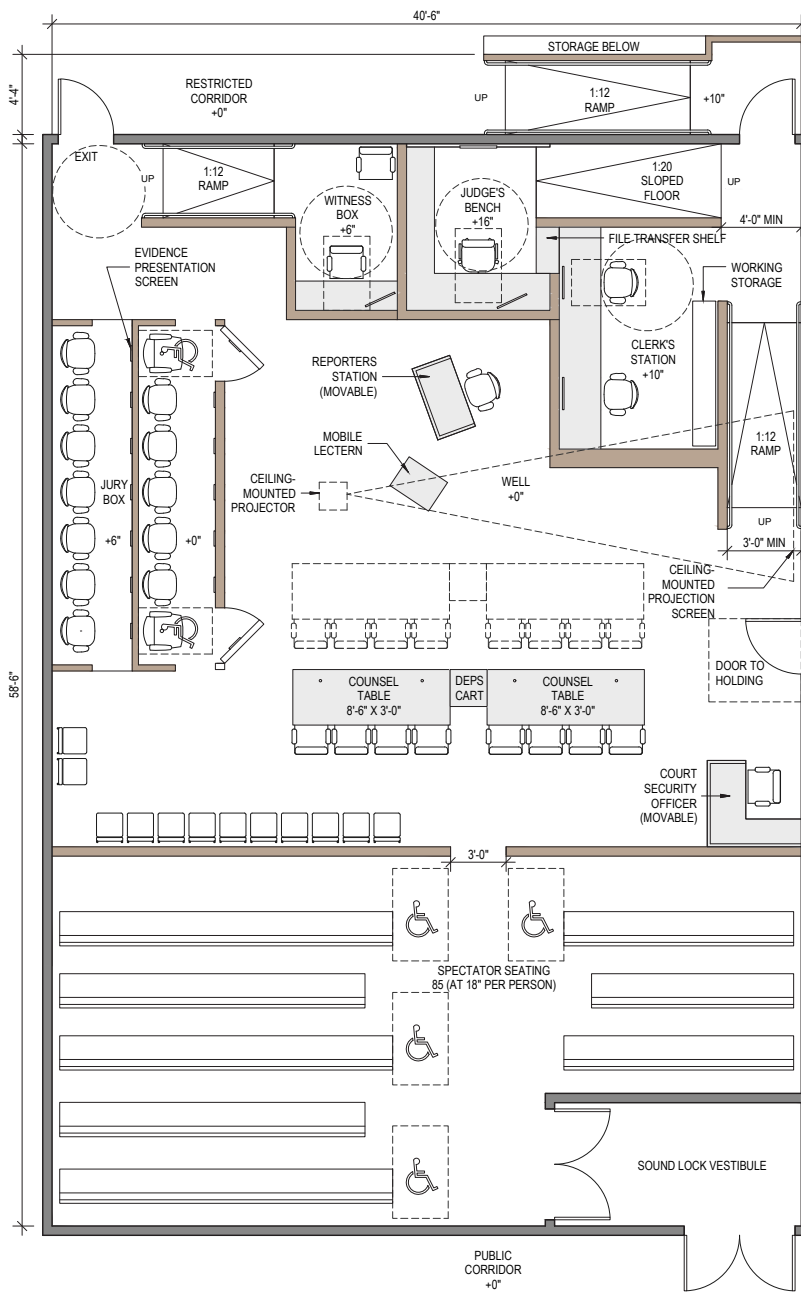 40'-6"
STORAGE BELOW
4'-4"
RESTRICTED
CORRIDOR
+0"
UP
1:12
RAMP
+10"
EXIT
UP
1:12
RAMP
WITNESS
BOX
+6"
JUDGE'S
BENCH
+16"
1:20
SLOPED
FLOOR
UP
4'-0" MIN
FILE TRANSFER SHELF
EVIDENCE
PRESENTATION
SCREEN
WORKING
STORAGE
CLERK'S
STATION
+10"
REPORTERS
STATION
(MOVABLE)
1:12
RAMP
MOBILE
LECTERN
CEILING-
MOUNTED
PROJECTOR
WELL
+0"
JURY
BOX
+6"
+0"
UP
3'-0" MIN
CEILING-
MOUNTED
PROJECTION
SCREEN
DOOR TO
HOLDING
COUNSEL
TABLE
8'-6" X 3'-0"
DEPS
CART
COUNSEL
TABLE
8'-6" X 3'-0"
58'-6"
COURT
SECURITY
OFFICER
(MOVABLE)
3'-0"
SPECTATOR SEATING
85 (AT 18" PER PERSON)
SOUND LOCK VESTIBULE
PUBLIC
CORRIDOR
+0"